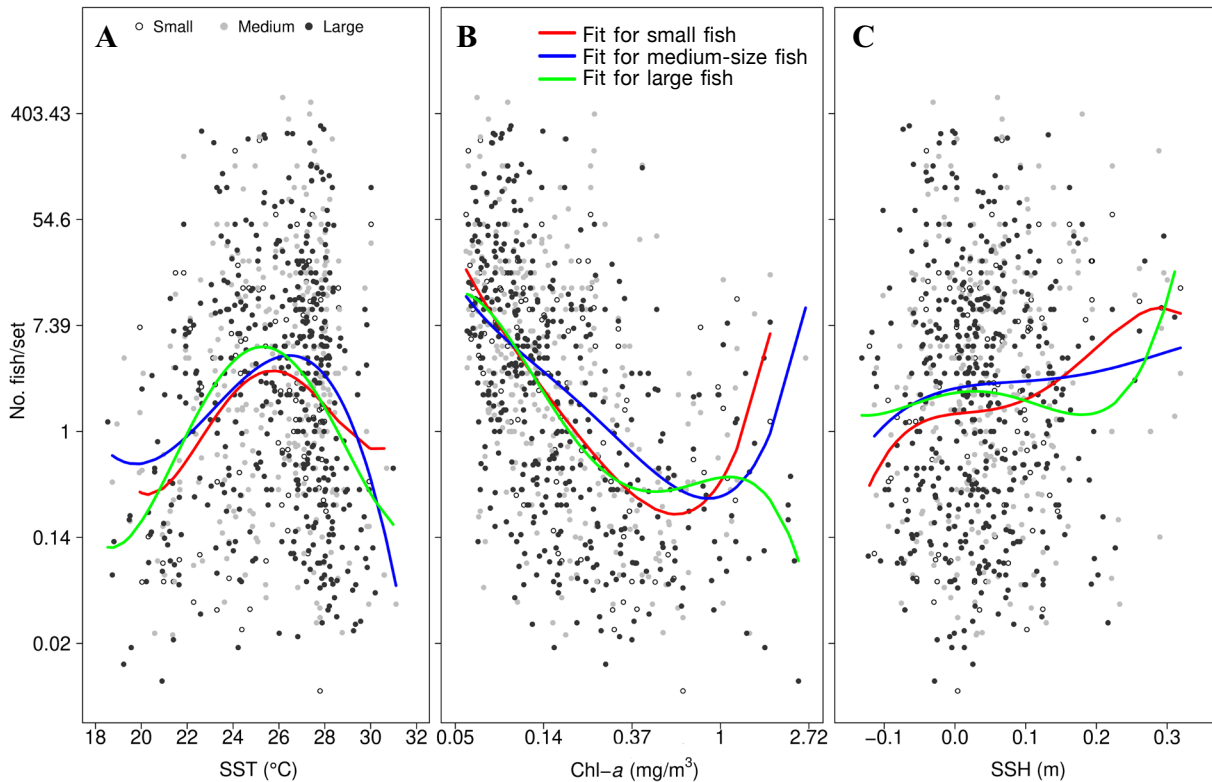 A
Small
Medium
Large
B
Fit for small fish
Fit for medium-size fish
Fit for large fish
C
No. fish/set
403.43
54.6
7.39
1
0.14
0.02
18 20 22 24 26 28 30 32
SST (°C)
0.05 0.14 0.37 1 2.72
Chl–a (mg/m³)
−0.1 0.0 0.1 0.2 0.3
SSH (m)